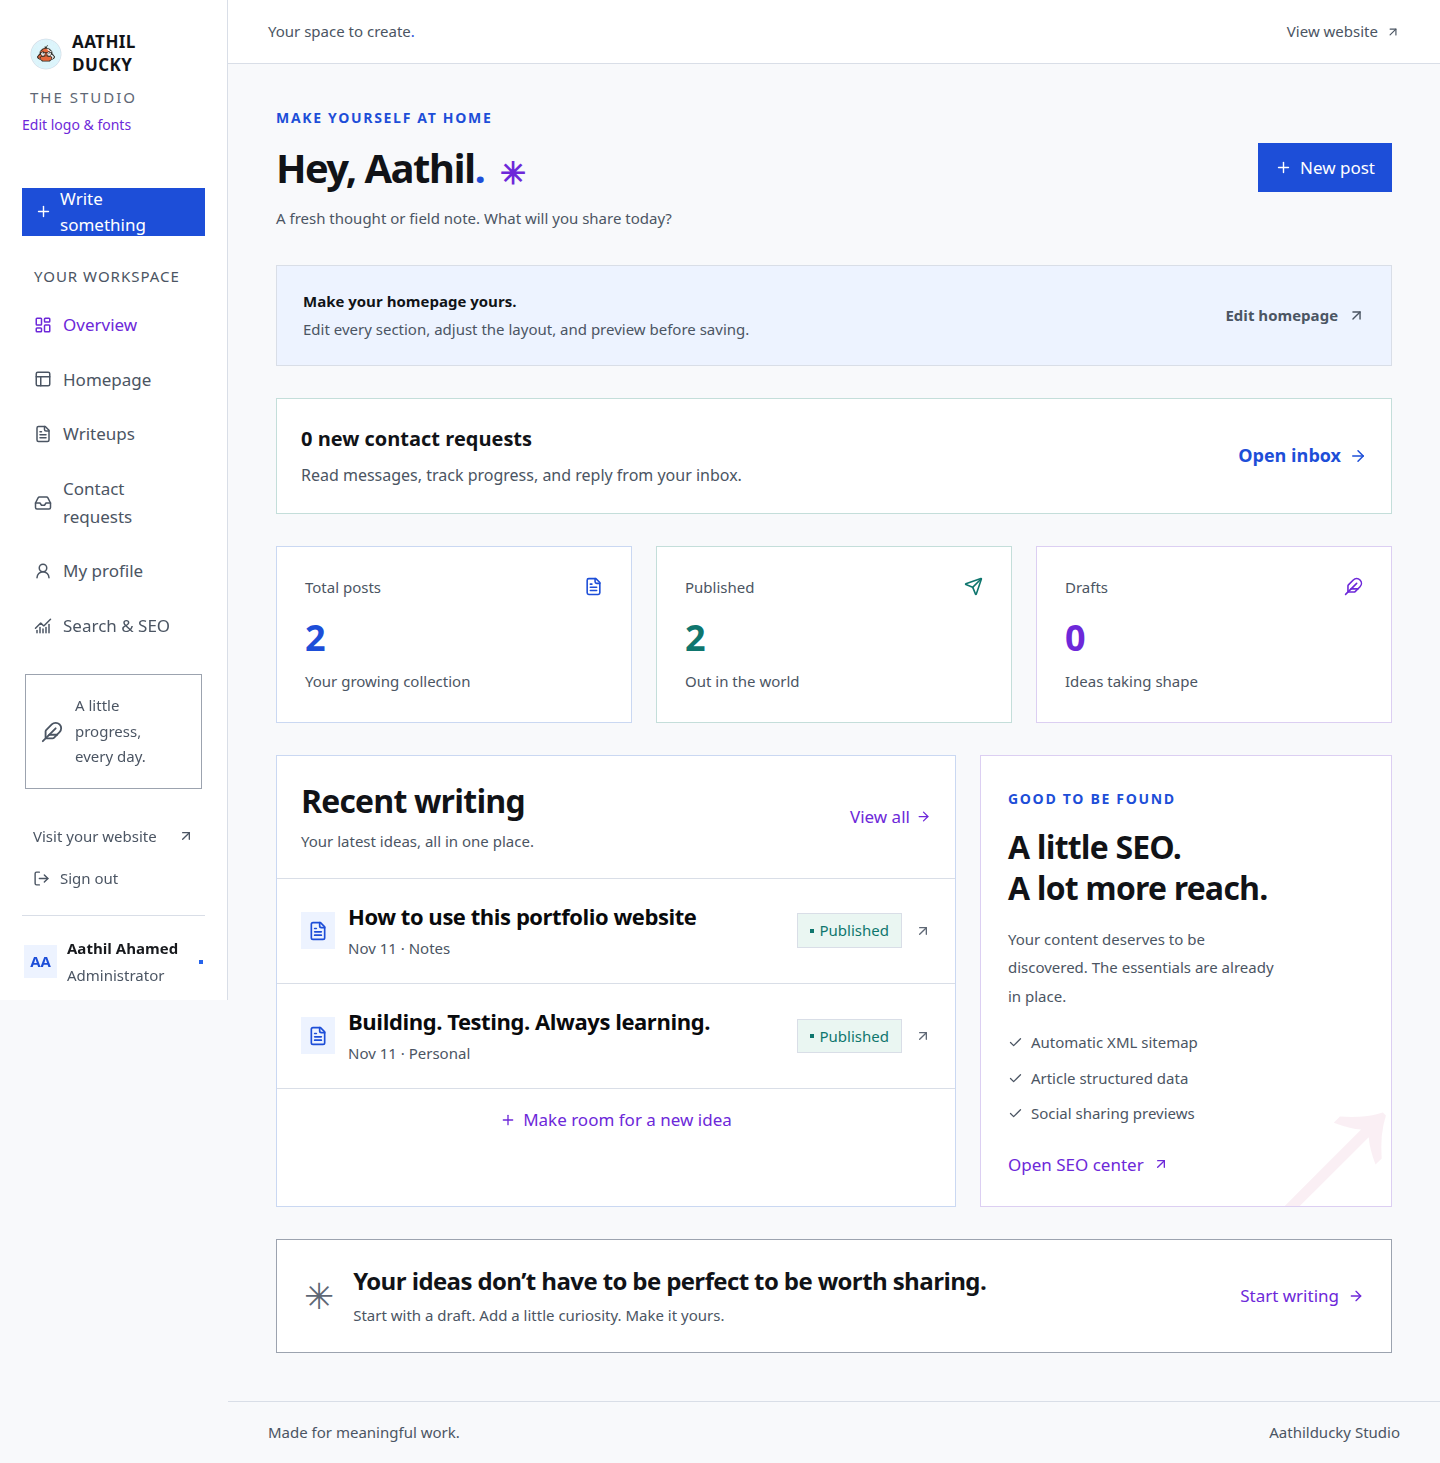 AATHIL
DUCKY
THE STUDIO
Edit logo & fonts
Write
something
YOUR WORKSPACE
Overview
Homepage
Writeups
Contact
requests
My profile
Search & SEO
A little
progress,
every day.
Visit your website
Sign out
AA
Aathil Ahamed
Administrator
Your space to create.
View website
MAKE YOURSELF AT HOME
Hey, Aathil.
New post
A fresh thought or field note. What will you share today?
Make your homepage yours.
Edit every section, adjust the layout, and preview before saving.
Edit homepage
0 new contact requests
Read messages, track progress, and reply from your inbox.
Open inbox
Total posts
2
Your growing collection
Published
2
Out in the world
Drafts
0
Ideas taking shape
Recent writing
Your latest ideas, all in one place.
View all
How to use this portfolio website
Nov 11 · Notes
Published
Building. Testing. Always learning.
Nov 11 · Personal
Published
Make room for a new idea
GOOD TO BE FOUND
A little SEO.
A lot more reach.
Your content deserves to be
discovered. The essentials are already
in place.
Automatic XML sitemap
Article structured data
Social sharing previews
Open SEO center
Your ideas don’t have to be perfect to be worth sharing.
Start with a draft. Add a little curiosity. Make it yours.
Start writing
Made for meaningful work.
Aathilducky Studio